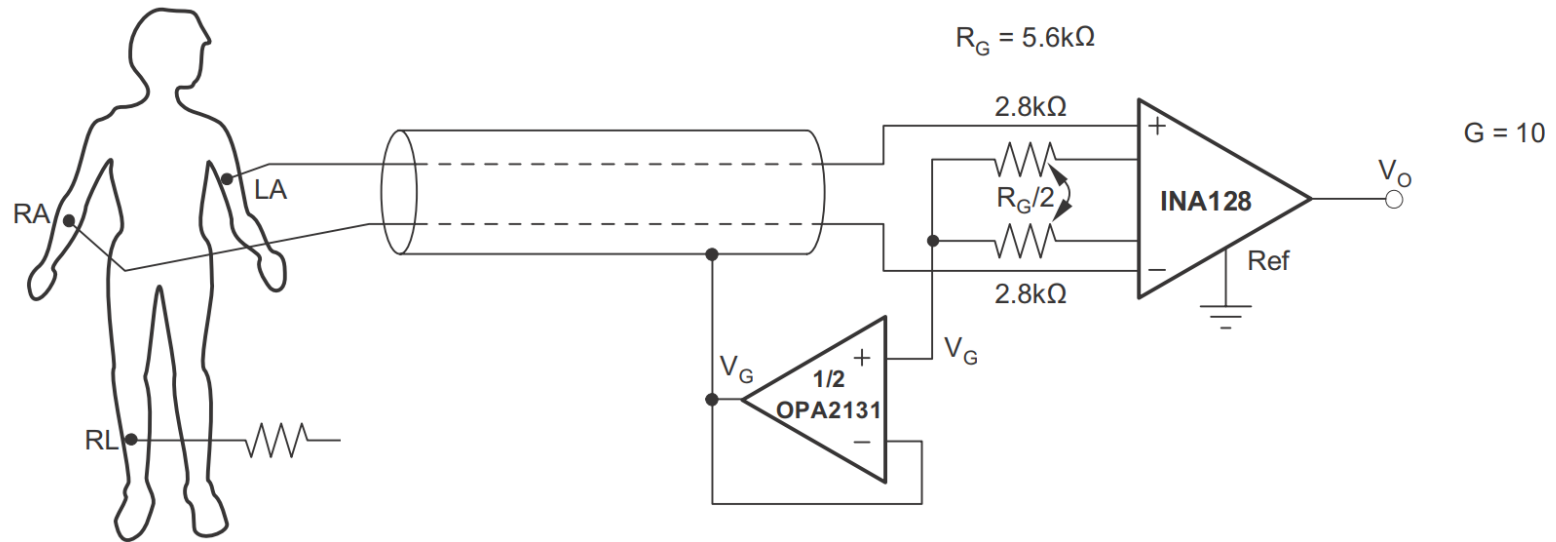 R_G = 5.6kΩ
2.8kΩ
G = 10
+
LA
V_O
RA
R_G/2
INA128
−
Ref
2.8kΩ
V_G
+
V_G
1/2
OPA2131
−
RL